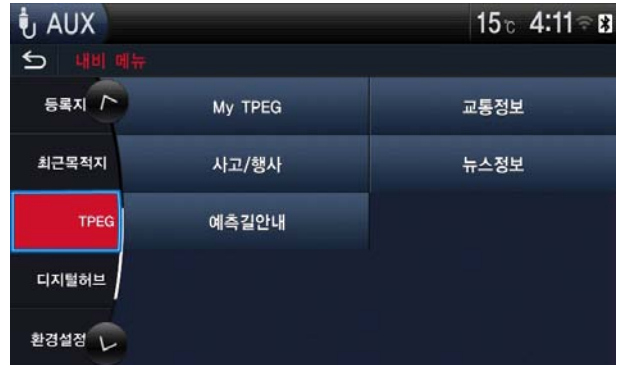 AUX
15℃ 4:11
내비 메뉴
등록지
My TPEG
교통정보
최근목적지
사고/행사
뉴스정보
TPEG
예측길안내
디지털허브
환경설정